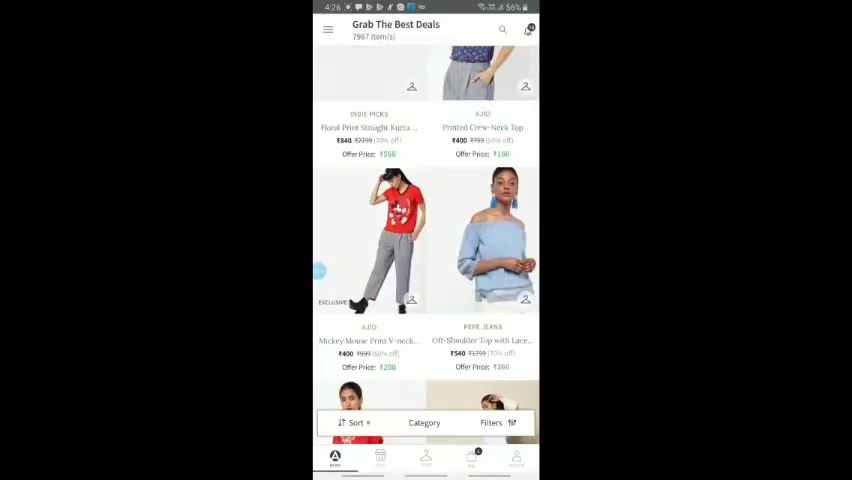 4:26
56%
Grab The Best Deals
7967 Item(s)
INDIE PICKS
Floral Print Straight Kurta ...
₹840 ₹2799 (70% off)
Offer Price: ₹560
AJIO
Printed Crew-Neck Top
₹400 ₹799 (50% off)
Offer Price: ₹160
EXCLUSIVE
AJIO
Mickey Mouse Print V-neck...
₹400 ₹999 (60% off)
Offer Price: ₹200
PEPE JEANS
Off-Shoulder Top with Lace...
₹540 ₹1799 (70% off)
Offer Price: ₹360
Sort
Category
Filters